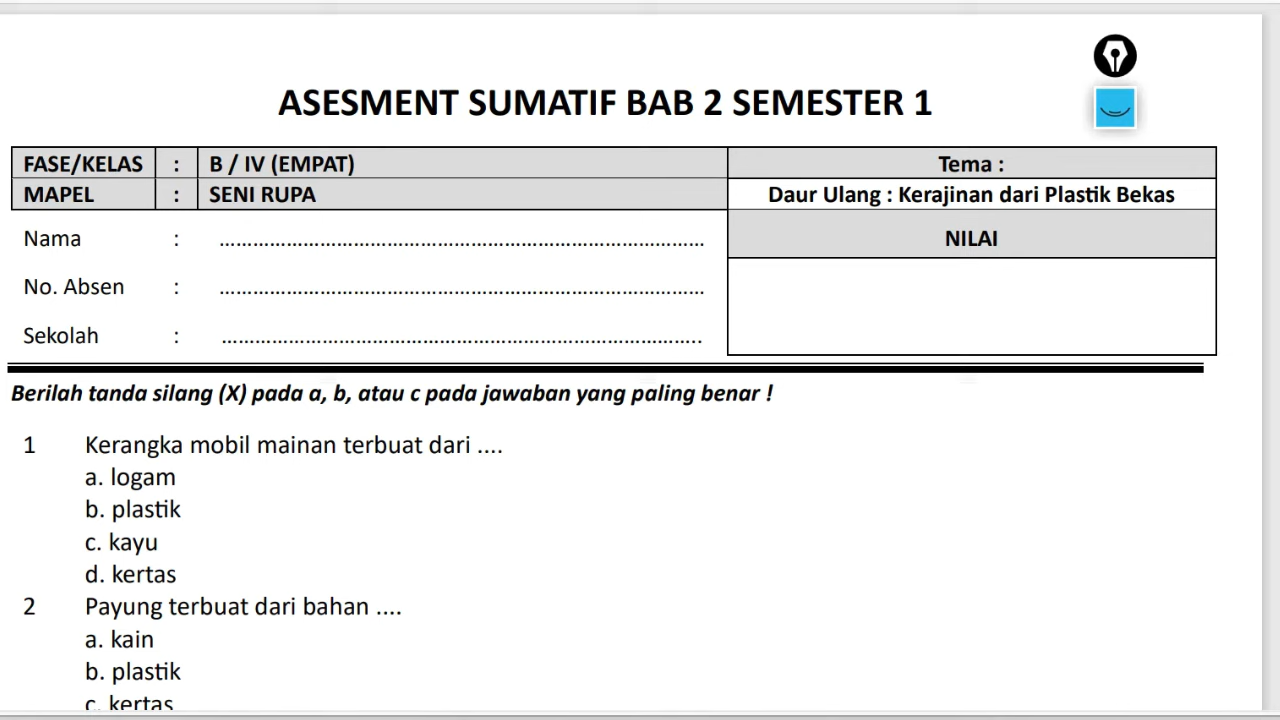 ASESMENT SUMATIF BAB 2 SEMESTER 1
FASE/KELAS : B / IV (EMPAT) Tema :
MAPEL : SENI RUPA Daur Ulang : Kerajinan dari Plastik Bekas
Nama : ........................................................................... NILAI
No. Absen : ...........................................................................
Sekolah : ...........................................................................
Berilah tanda silang (X) pada a, b, atau c pada jawaban yang paling benar !
1 Kerangka mobil mainan terbuat dari ....
a. logam
b. plastik
c. kayu
d. kertas
2 Payung terbuat dari bahan ....
a. kain
b. plastik
c. kertas